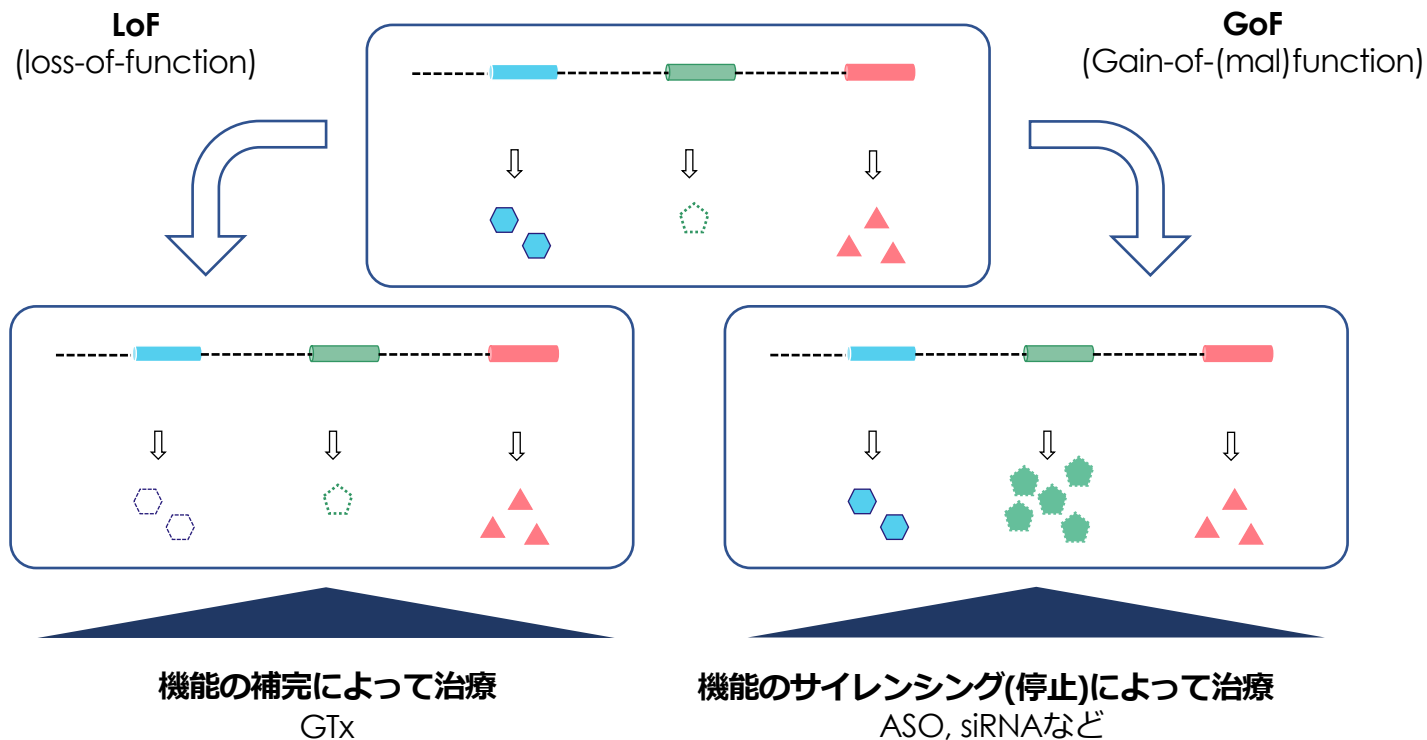 LoF
(loss-of-function)
GoF
(Gain-of-(mal)function)
機能の補完によって治療
GTx
機能のサイレンシング(停止)によって治療
ASO, siRNAなど